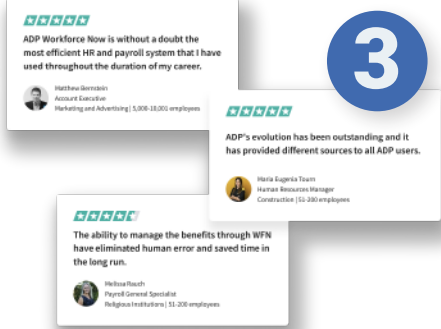 ADP Workforce Now is without a doubt the
most efficient HR and payroll system that I have
used throughout the duration of my career.
Matthew Bernstein
Account Executive
Marketing and Advertising | 5,000-10,001 employees
3
ADP's evolution has been outstanding and it
has provided different sources to all ADP users.
Maria Eugenia Tourn
Human Resources Manager
Construction | 51-200 employees
The ability to manage the benefits through WFN
have eliminated human error and saved time in
the long run.
Melissa Rauch
Payroll General Specialist
Religious Institutions | 51-200 employees